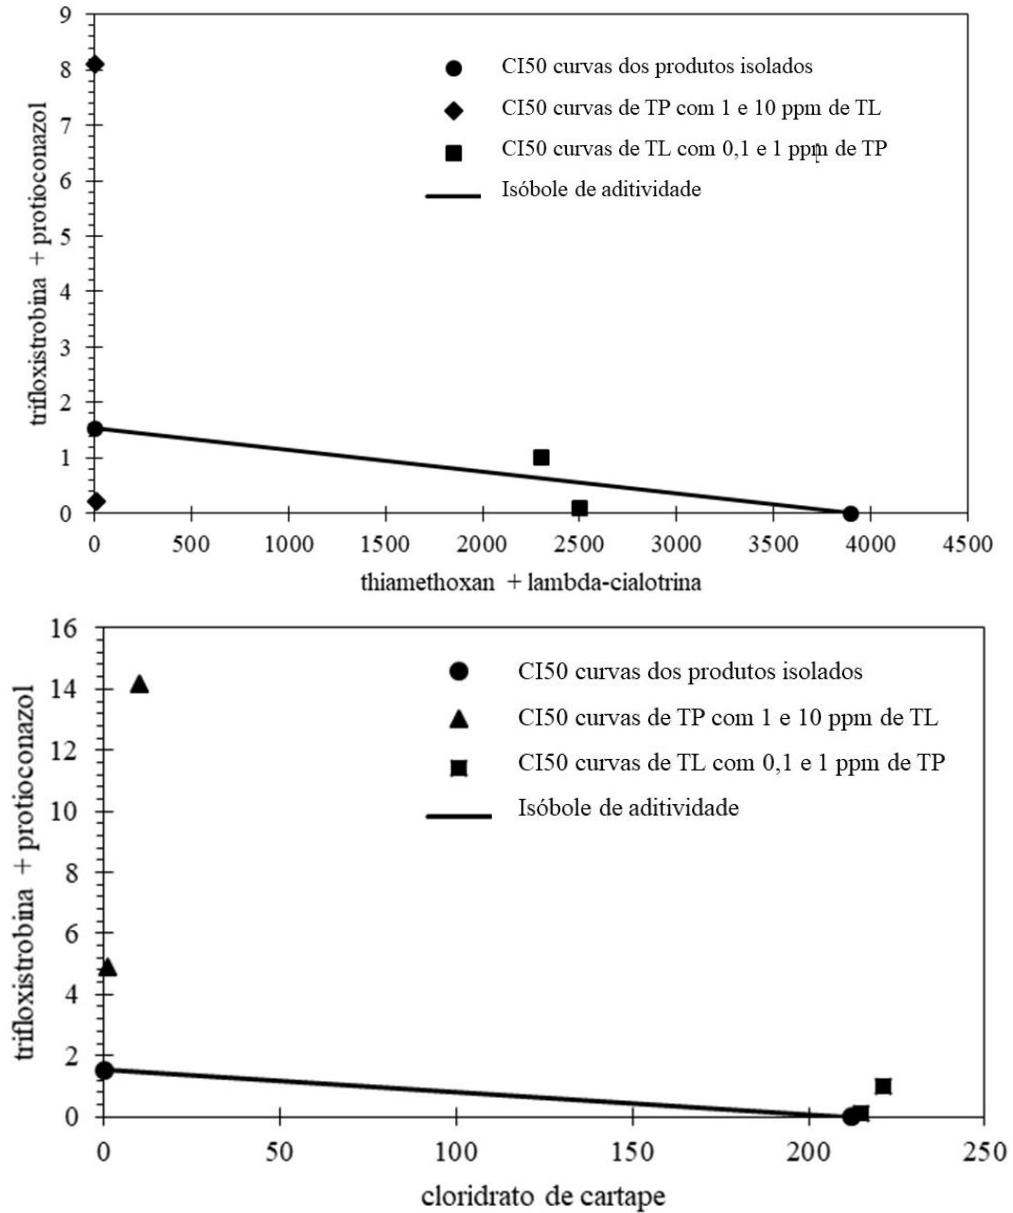 9
CI50 curvas dos produtos isolados
8
CI50 curvas de TP com 1 e 10 ppm de TL
7
CI50 curvas de TL com 0,1 e 1 ppm de TP
6
Isóbole de aditividade
5
4
3
2
1
0
trifloxistrobina + protioconazol
0 500 1000 1500 2000 2500 3000 3500 4000 4500
thiamethoxan + lambda-cialotrina
16
CI50 curvas dos produtos isolados
14
CI50 curvas de TP com 1 e 10 ppm de TL
12
CI50 curvas de TL com 0,1 e 1 ppm de TP
10
Isóbole de aditividade
8
6
4
2
0
trifloxistrobina + protioconazol
0 50 100 150 200 250
cloridrato de cartape